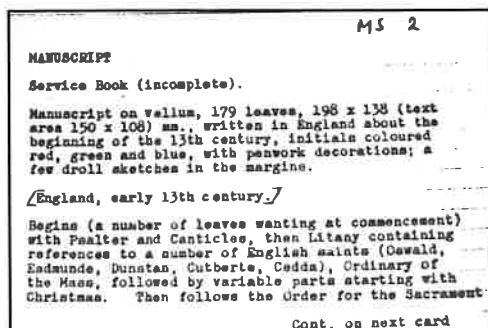 MS 2
MANUSCRIPT
Service Book (incomplete).
Manuscript on vellum, 179 leaves, 198 x 138 (text
area 150 x 108) mm., written in England about the
beginning of the 13th century, initials coloured
red, green and blue, with penwork decorations; a
few droll sketches in the margine.
[England, early 13th century.]
Begins (a number of leaves wanting at commencement)
with Psalter and Canticles, then Litany containing
references to a number of English saints (Oswald,
Eadmunde, Dunstan, Cutberte, Cedda), Ordinary of
the Mass, followed by variable parts starting with
Christmas. Then follows the Order for the Sacrament
Cont. on next card